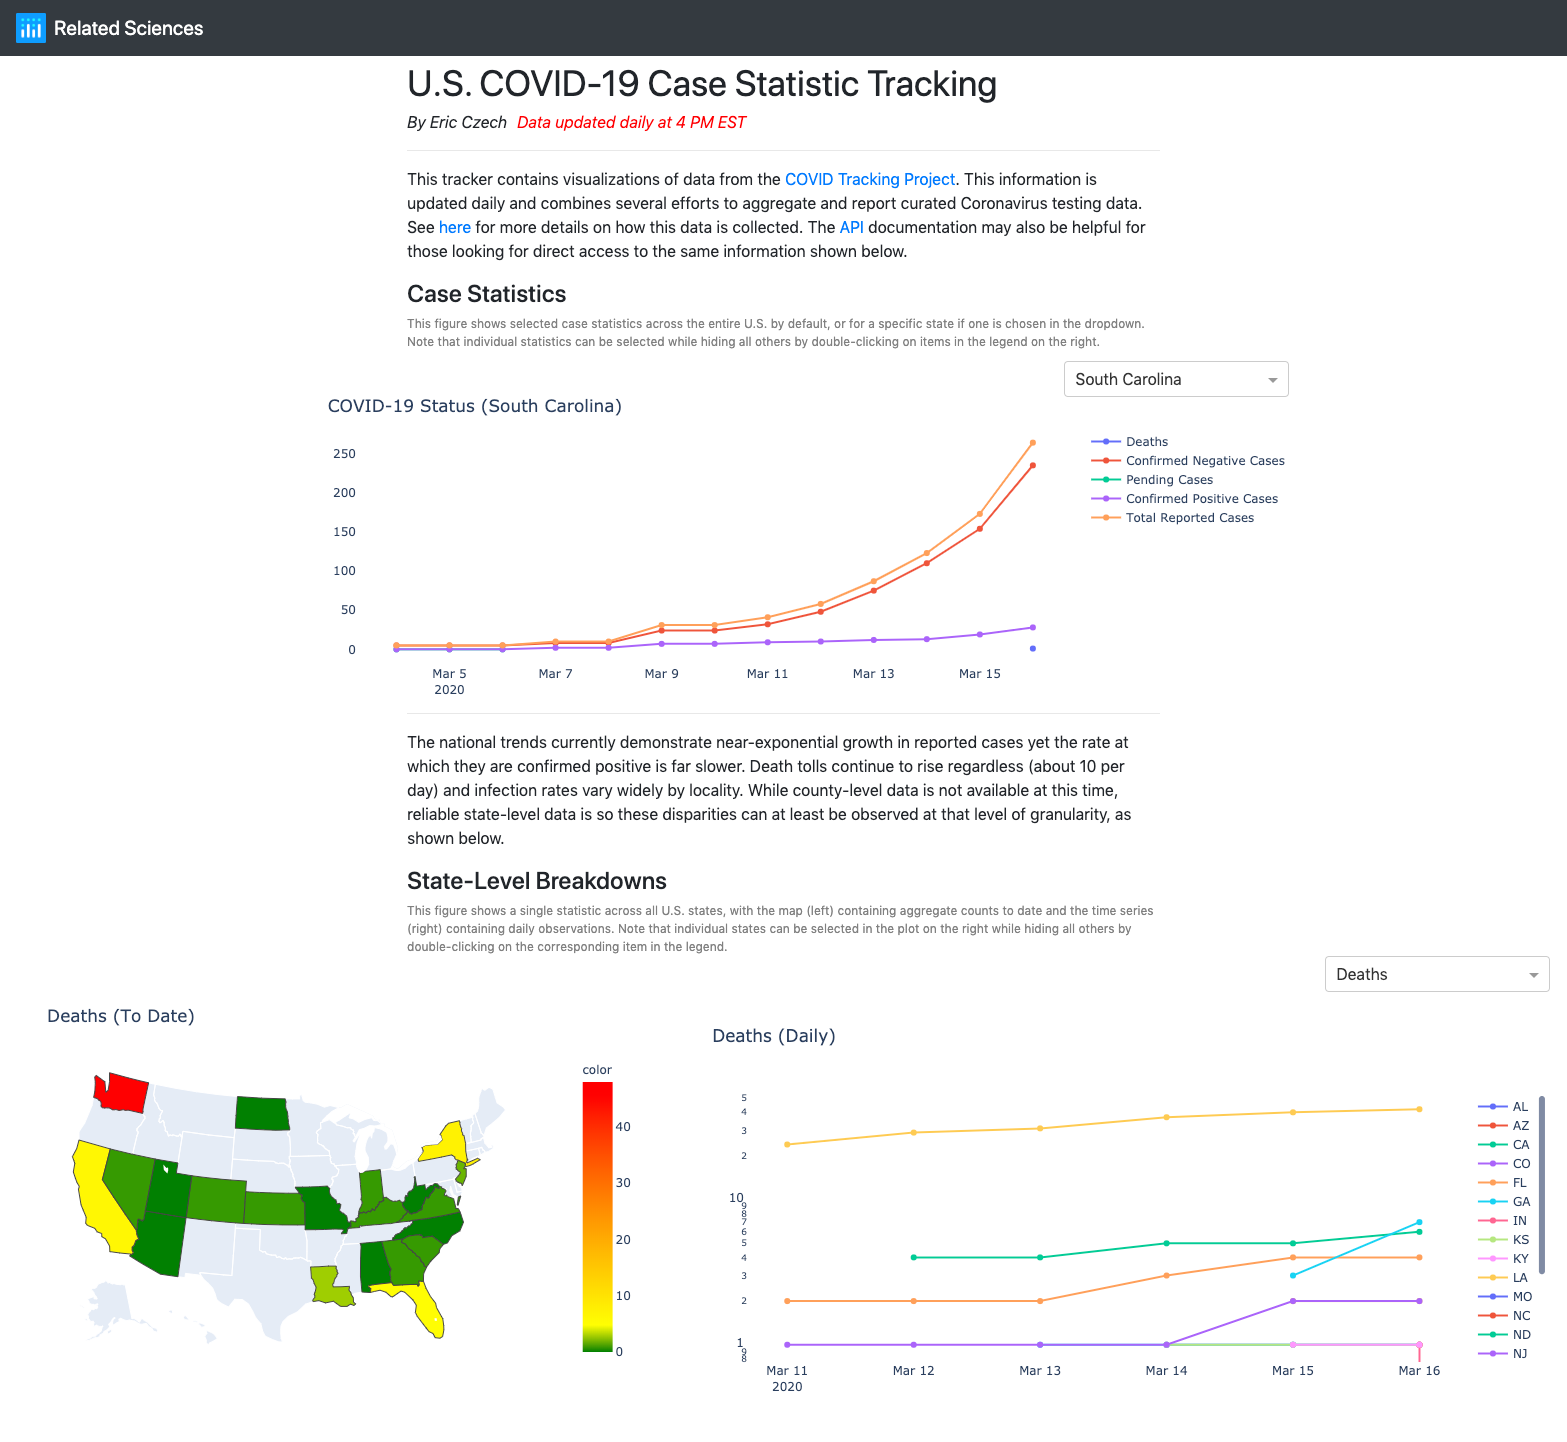 Related Sciences
U.S. COVID-19 Case Statistic Tracking
By Eric Czech Data updated daily at 4 PM EST
This tracker contains visualizations of data from the COVID Tracking Project. This information is
updated daily and combines several efforts to aggregate and report curated Coronavirus testing data.
See here for more details on how this data is collected. The API documentation may also be helpful for
those looking for direct access to the same information shown below.
Case Statistics
This figure shows selected case statistics across the entire U.S. by default, or for a specific state if one is chosen in the dropdown.
Note that individual statistics can be selected while hiding all others by double-clicking on items in the legend on the right.
South Carolina
COVID-19 Status (South Carolina)
250
200
150
100
50
0
Mar 5
2020
Mar 7
Mar 9
Mar 11
Mar 13
Mar 15
Deaths
Confirmed Negative Cases
Pending Cases
Confirmed Positive Cases
Total Reported Cases
The national trends currently demonstrate near-exponential growth in reported cases yet the rate at
which they are confirmed positive is far slower. Death tolls continue to rise regardless (about 10 per
day) and infection rates vary widely by locality. While county-level data is not available at this time,
reliable state-level data is so these disparities can at least be observed at that level of granularity, as
shown below.
State-Level Breakdowns
This figure shows a single statistic across all U.S. states, with the map (left) containing aggregate counts to date and the time series
(right) containing daily observations. Note that individual states can be selected in the plot on the right while hiding all others by
double-clicking on the corresponding item in the legend.
Deaths
Deaths (To Date)
color
40
30
20
10
0
Deaths (Daily)
5
4
3
2
10
9
8
7
6
5
4
3
2
1
9
8
Mar 11
2020
Mar 12
Mar 13
Mar 14
Mar 15
Mar 16
AL
AZ
CA
CO
FL
GA
IN
KS
KY
LA
MO
NC
ND
NJ